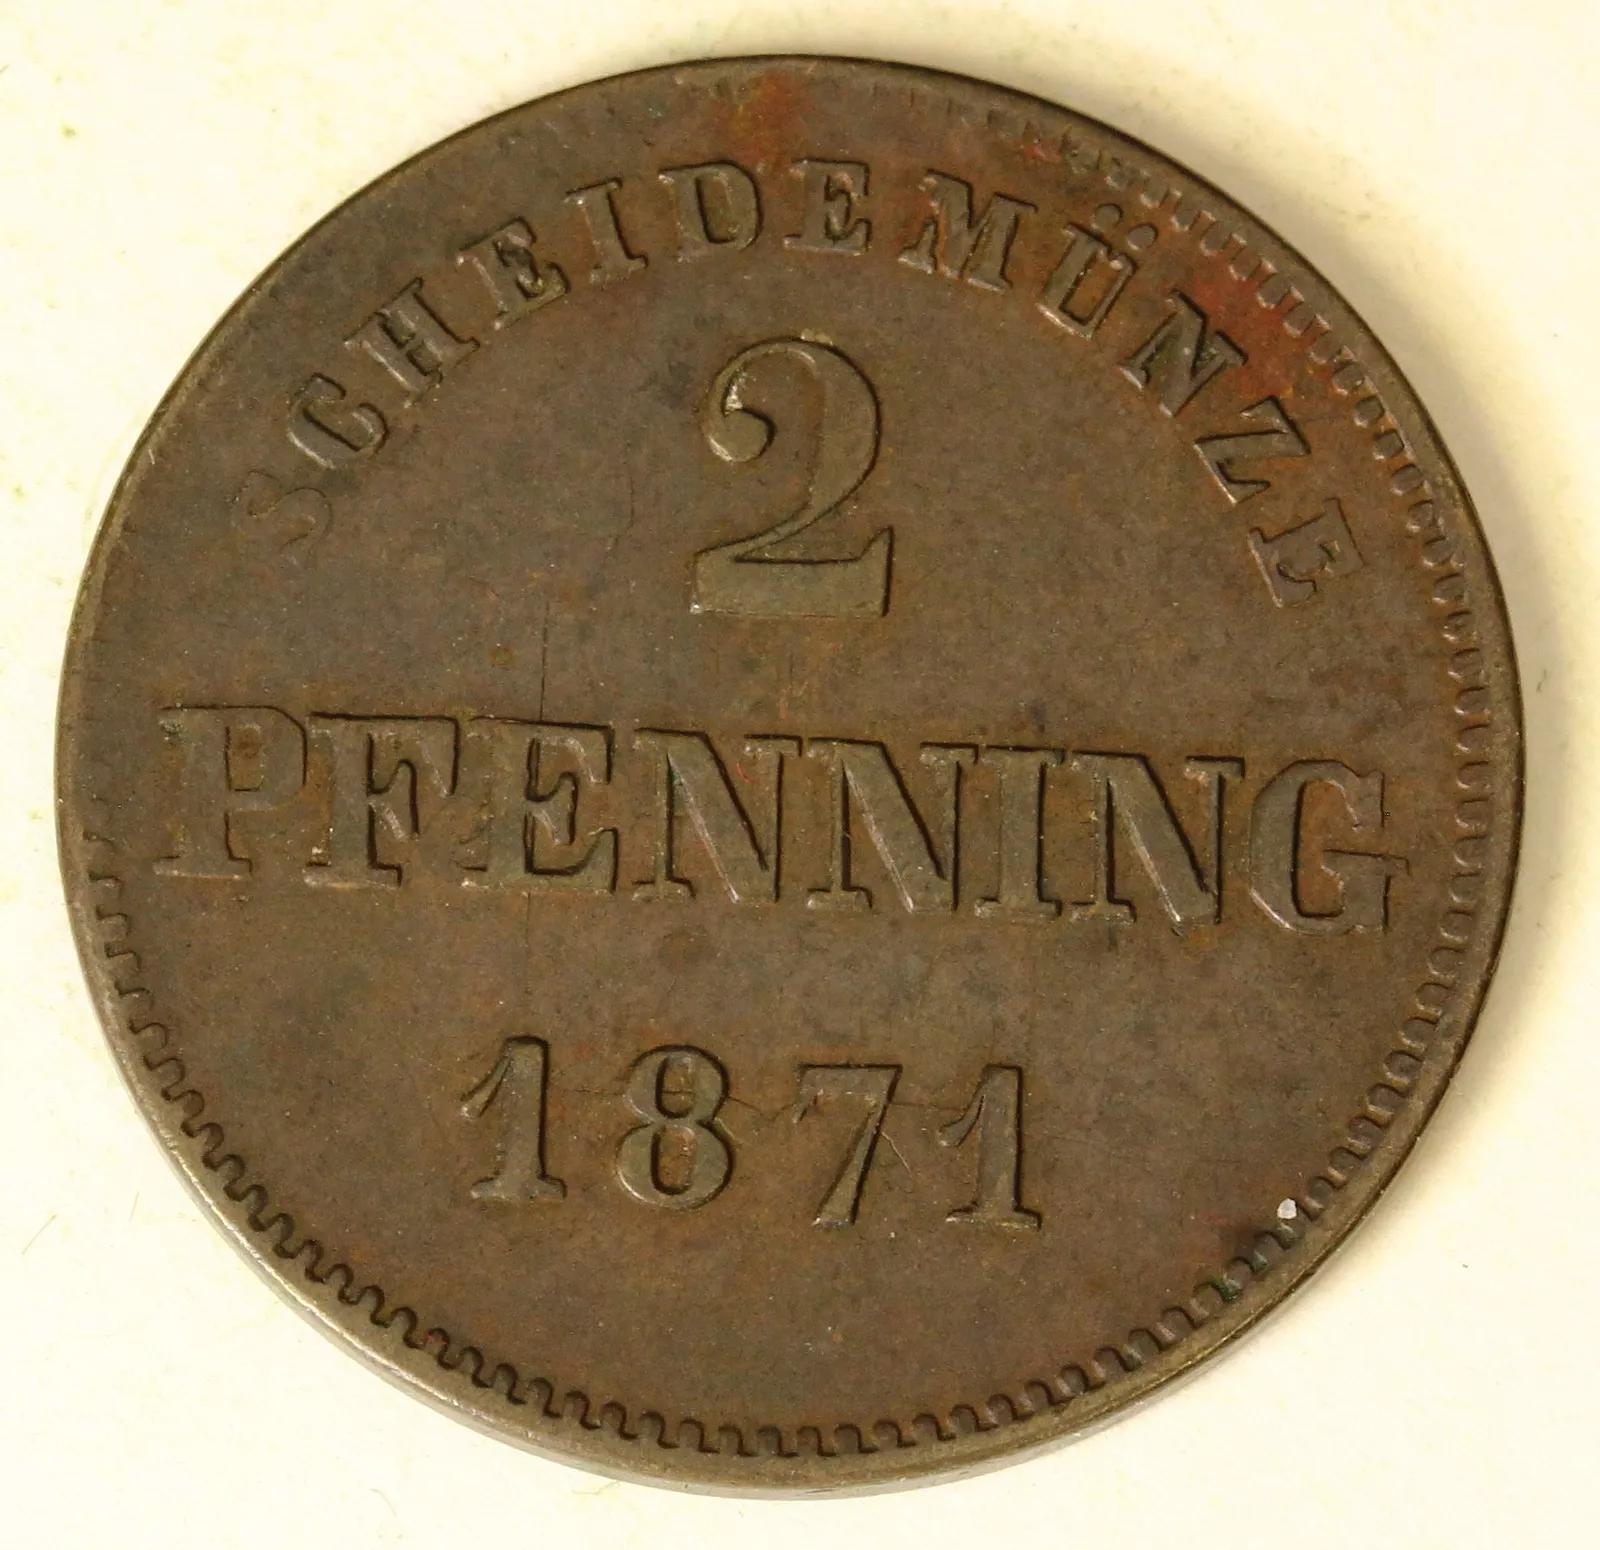 SCHEIDEMÜNZE
2
PFENNING
1871